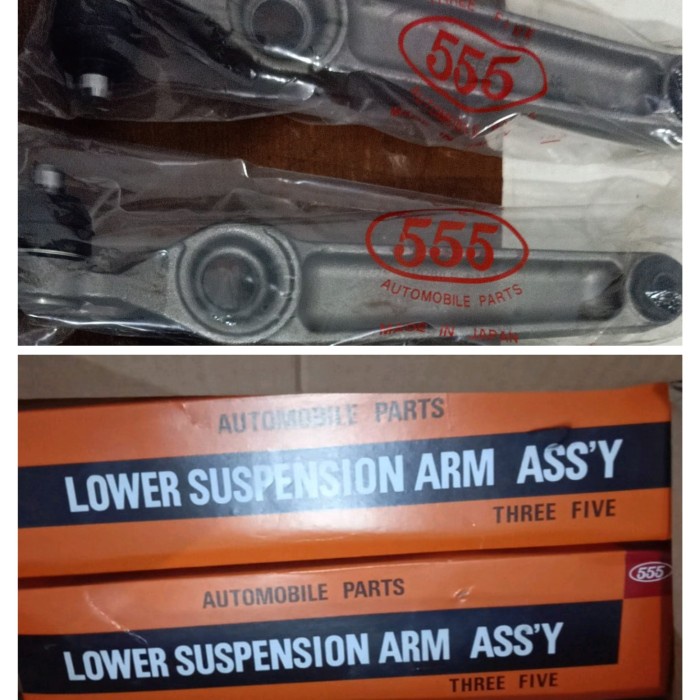 555
555
AUTOMOBILE PARTS
MADE IN JAPAN
AUTOMOBILE PARTS
LOWER SUSPENSION ARM ASS'Y
THREE FIVE
555
AUTOMOBILE PARTS
LOWER SUSPENSION ARM ASS'Y
THREE FIVE